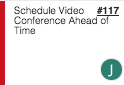 Schedule Video #117
Conference Ahead of
Time
J